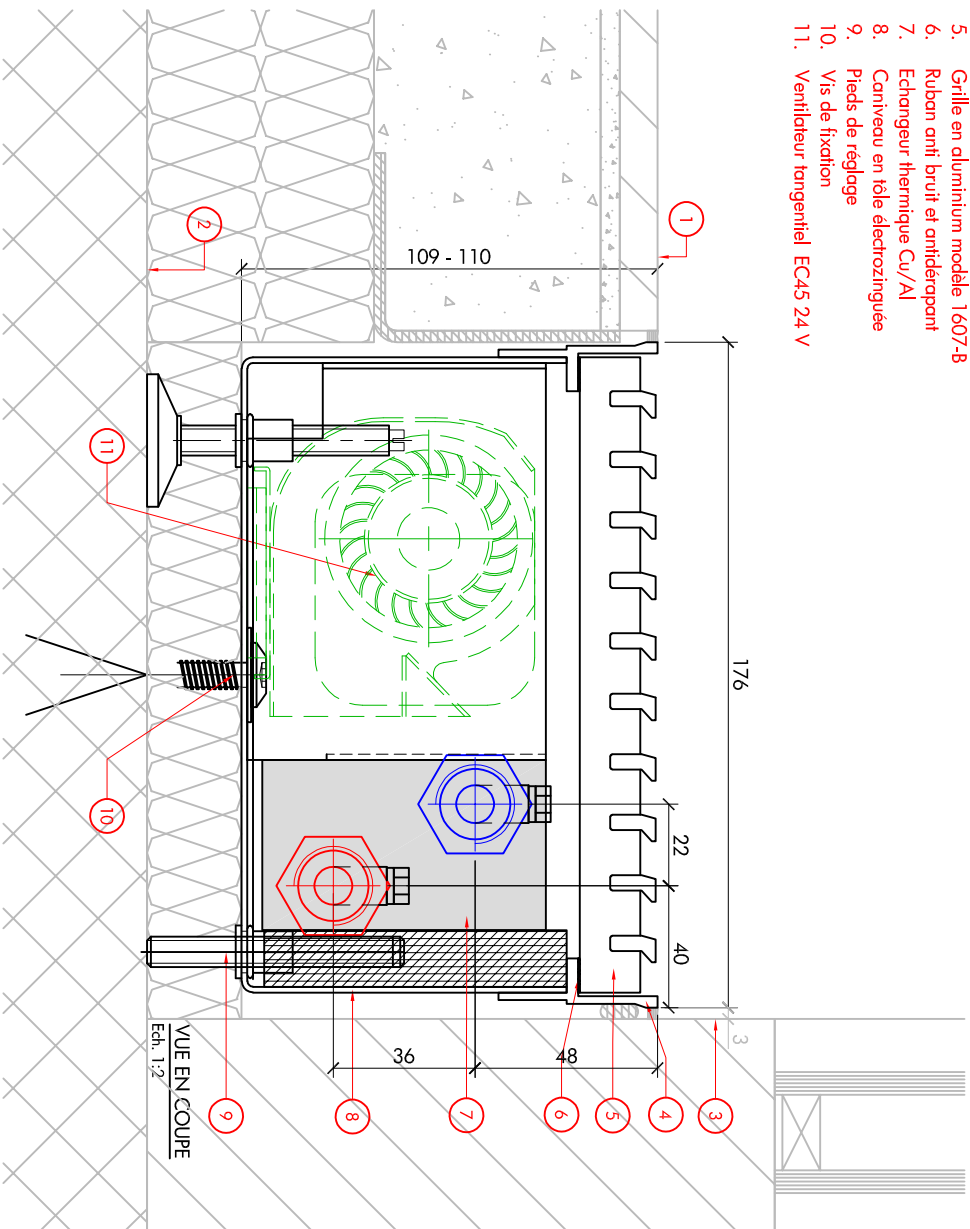 5. Grille en aluminium modèle 1607-B
6. Ruban anti bruit et antidérapant
7. Echangeur thermique Cu/Al
8. Caniveau en tôle électrozinguée
9. Pieds de réglage
10. Vis de fixation
11. Ventilateur tangentiel EC45 24 V
1
2
109 - 110
11
176
10
22
40
3
36
48
3
4
5
6
7
8
9
VUE EN COUPE
Ech. 1:2